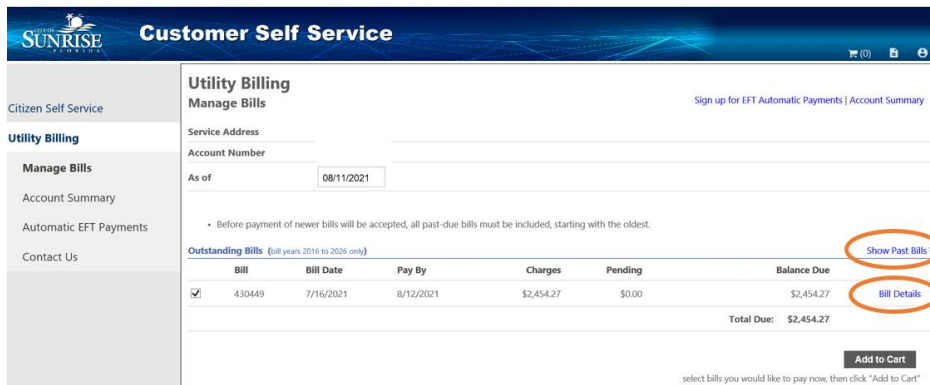 CITY OF
SUNRISE
FLORIDA
Customer Self Service
(0)
Citizen Self Service
Utility Billing
Manage Bills
Account Summary
Automatic EFT Payments
Contact Us
Utility Billing
Manage Bills
Sign up for EFT Automatic Payments | Account Summary
Service Address
Account Number
As of 08/11/2021
• Before payment of newer bills will be accepted, all past-due bills must be included, starting with the oldest.
Outstanding Bills (bill years 2016 to 2026 only) Show Past Bills
Bill Bill Date Pay By Charges Pending Balance Due
430449 7/16/2021 8/12/2021 $2,454.27 $0.00 $2,454.27 Bill Details
Total Due: $2,454.27
Add to Cart
select bills you would like to pay now, then click "Add to Cart"